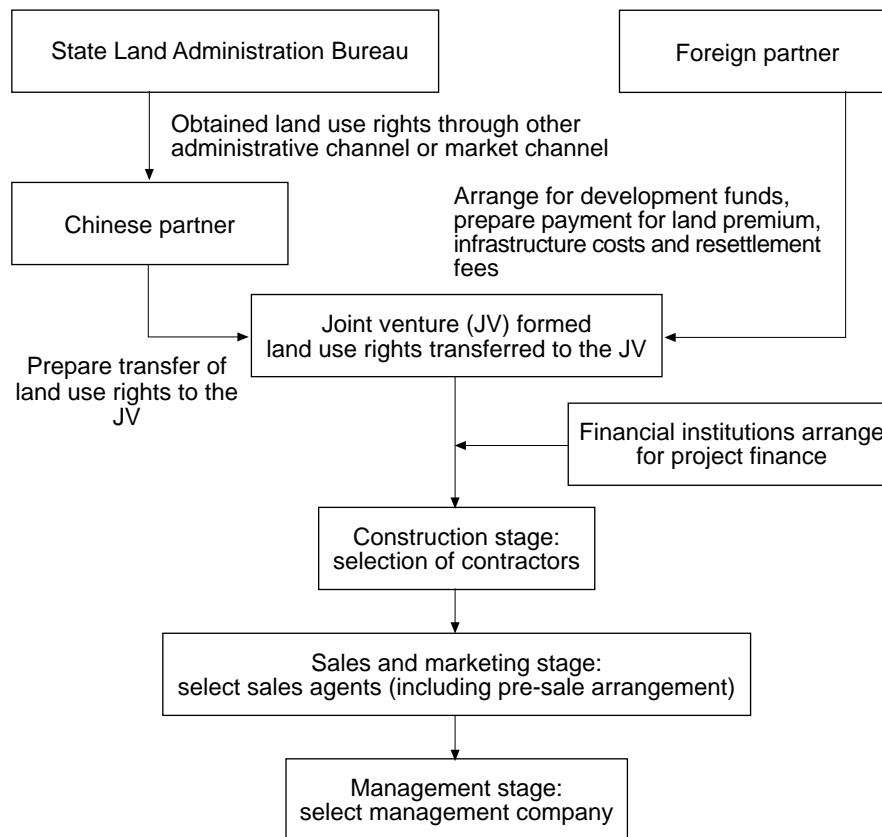 State Land Administration Bureau
Foreign partner
Obtained land use rights through other
administrative channel or market channel
Chinese partner
Arrange for development funds,
prepare payment for land premium,
infrastructure costs and resettlement
fees
Joint venture (JV) formed
land use rights transferred to the JV
Prepare transfer of
land use rights to the
JV
Financial institutions arrange
for project finance
Construction stage:
selection of contractors
Sales and marketing stage:
select sales agents (including pre-sale arrangement)
Management stage:
select management company